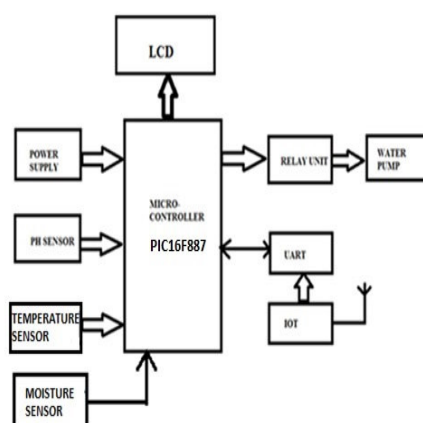 LCD
POWER
SUPPLY
MICRO-
CONTROLLER
PIC16F887
RELAY UNIT
WATER
PUMP
PH SENSOR
UART
TEMPERATURE
SENSOR
IOT
MOISTURE
SENSOR